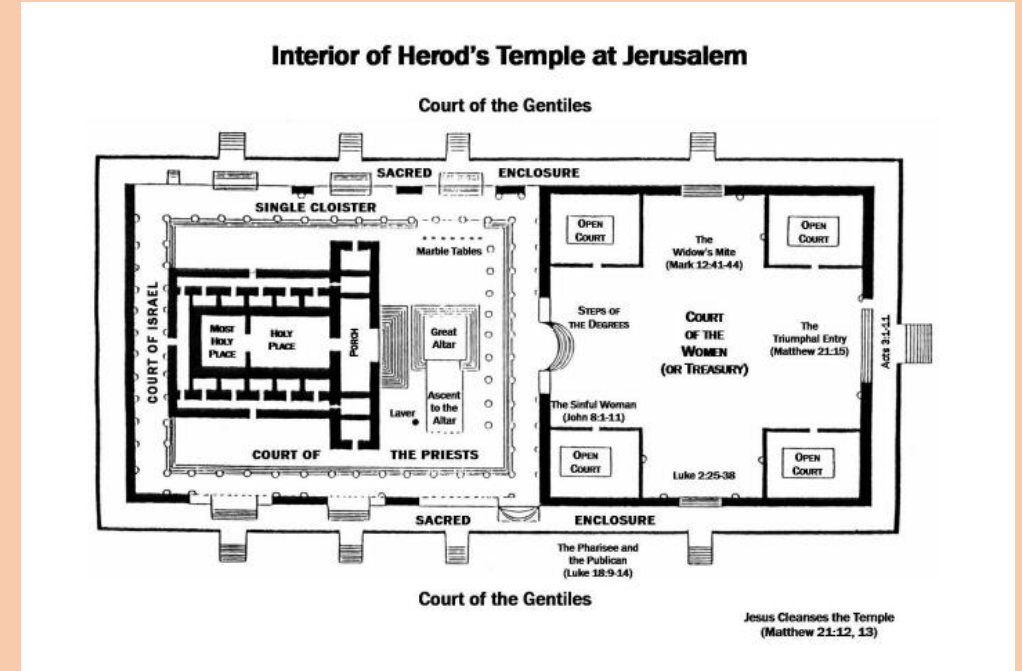 Interior of Herod's Temple at Jerusalem
Court of the Gentiles
SACRED ENCLOSURE
SINGLE CLOISTER
Marble Tables
OPEN
COURT
The
Widow's Mite
(Mark 12:41-44)
OPEN
COURT
COURT OF ISRAEL
MOST
HOLY
PLACE
HOLY
PLACE
PORCH
Great
Altar
STEPS OF
THE DEGREES
COURT
OF THE
WOMEN
(OR TREASURY)
The
Triumphal Entry
(Matthew 21:15)
Acts 3:1-11
Laver
Ascent
to the
Altar
The Sinful Woman
(John 8:1-11)
COURT OF THE PRIESTS
OPEN
COURT
Luke 2:25-38
OPEN
COURT
SACRED ENCLOSURE
The Pharisee and
the Publican
(Luke 18:9-14)
Court of the Gentiles
Jesus Cleanses the Temple
(Matthew 21:12, 13)